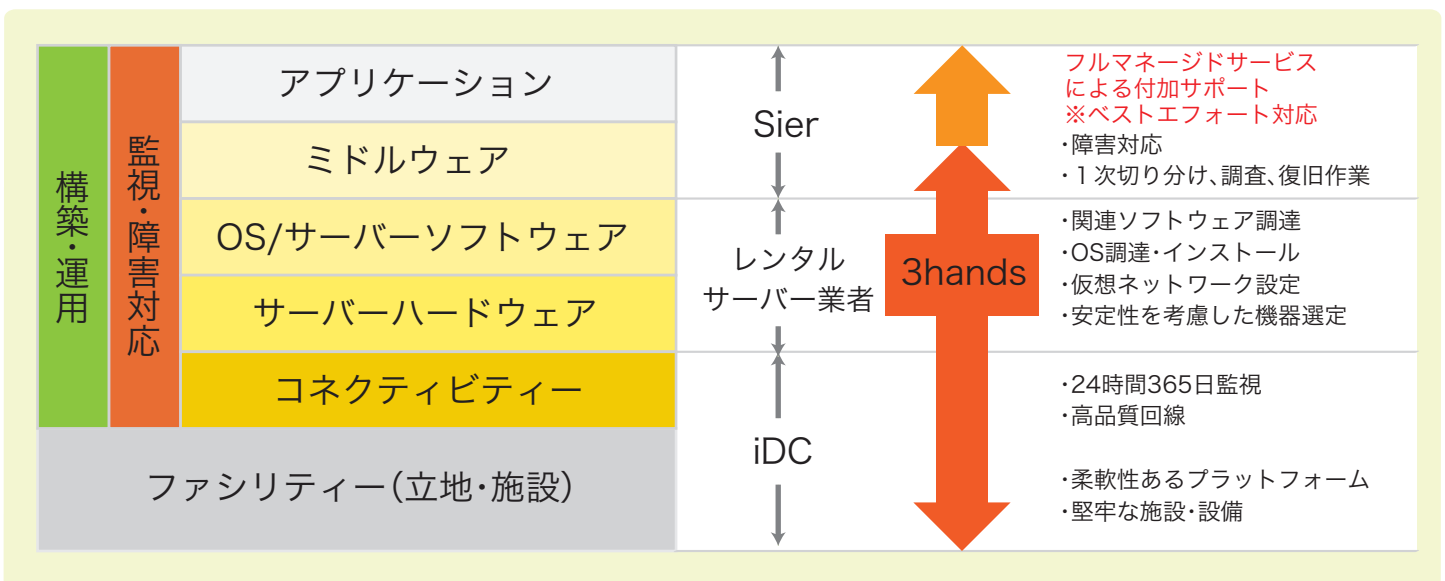 構築・運用
監視・障害対応
アプリケーション
ミドルウェア
OS/サーバーソフトウェア
サーバーハードウェア
コネクティビティー
ファシリティー(立地・施設)
Sier
レンタル
サーバー業者
iDC
3hands
フルマネージドサービス
による付加サポート
※ベストエフォート対応
・障害対応
・1次切り分け、調査、復旧作業
・関連ソフトウェア調達
・OS調達・インストール
・仮想ネットワーク設定
・安定性を考慮した機器選定
・24時間365日監視
・高品質回線
・柔軟性あるプラットフォーム
・堅牢な施設・設備